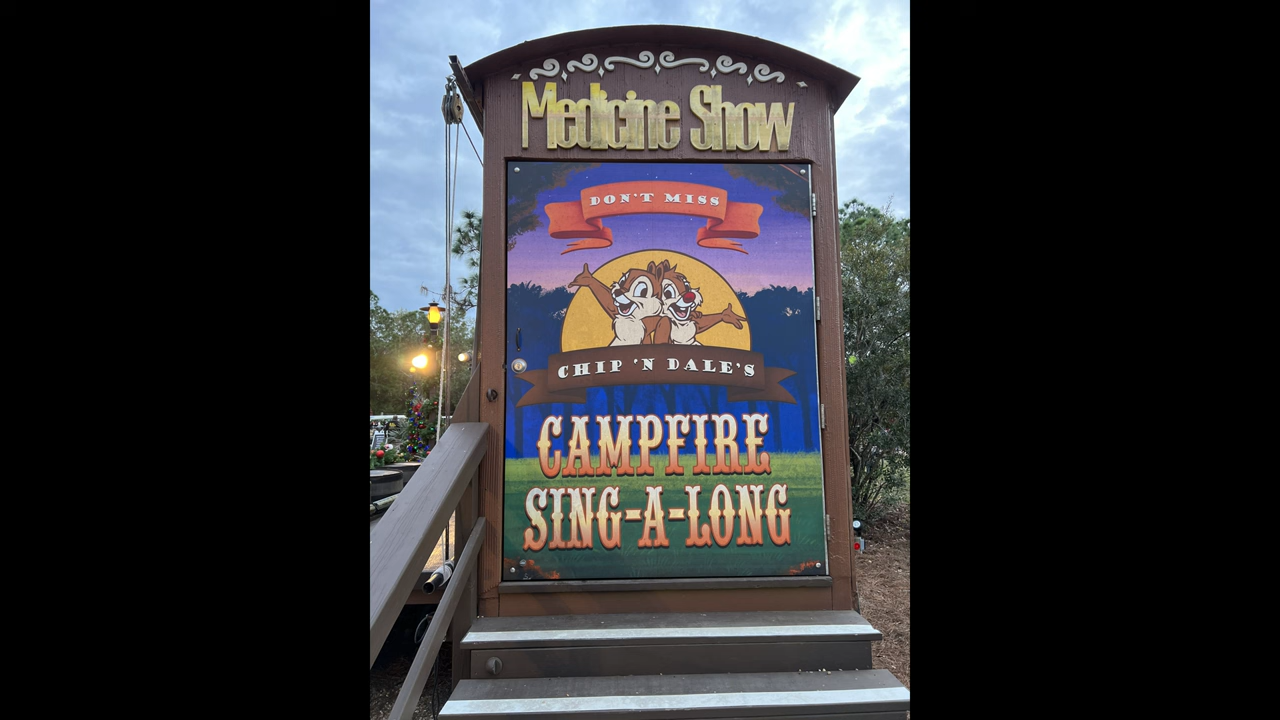 Medicine Show
DON'T MISS
CHIP 'N DALE'S
CAMPFIRE
SING-A-LONG